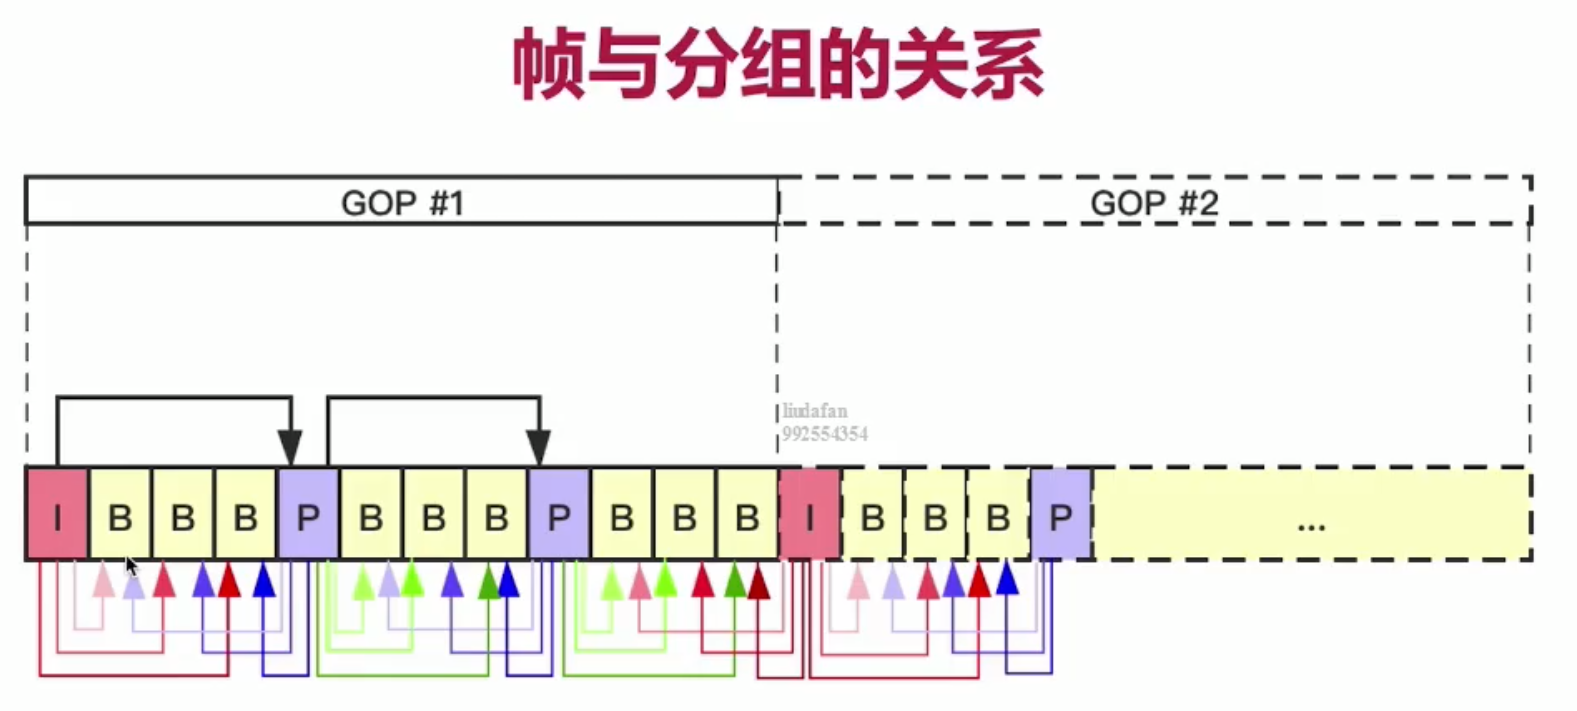 帧与分组的关系
GOP #1 GOP #2
liudafan
992554354
I B B B P B B B P B B B I B B B P ...